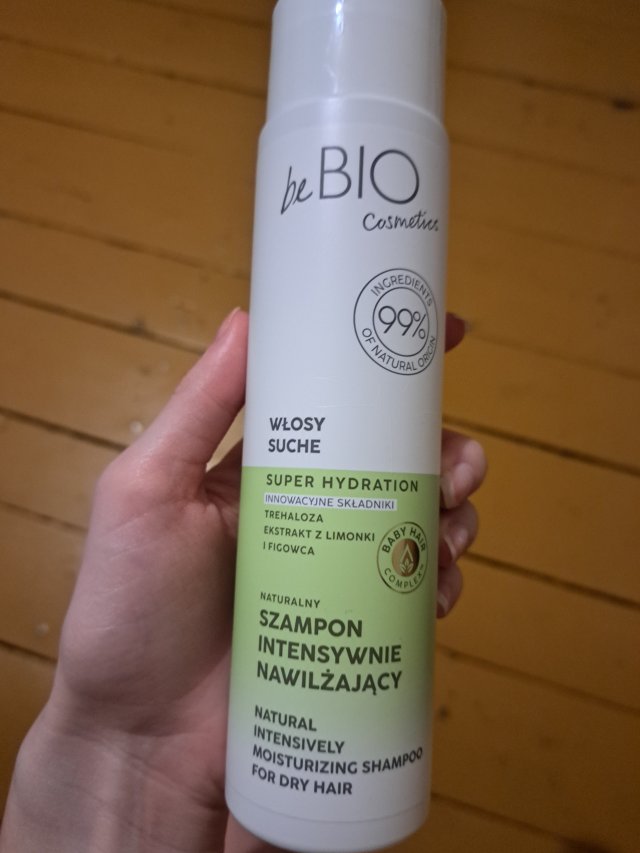 beBIO
Cosmetics
INGREDIENTS
99%
OF NATURAL ORIGIN
WŁOSY
SUCHE
SUPER HYDRATION
INNOWACYJNE SKŁADNIKI
TREHALOZA
EKSTRAKT Z LIMONKI
I FIGOWCA
BABY HAIR
COMPLEX™
NATURALNY
SZAMPON
INTENSYWNIE
NAWILŻAJĄCY
NATURAL
INTENSIVELY
MOISTURIZING SHAMPOO
FOR DRY HAIR